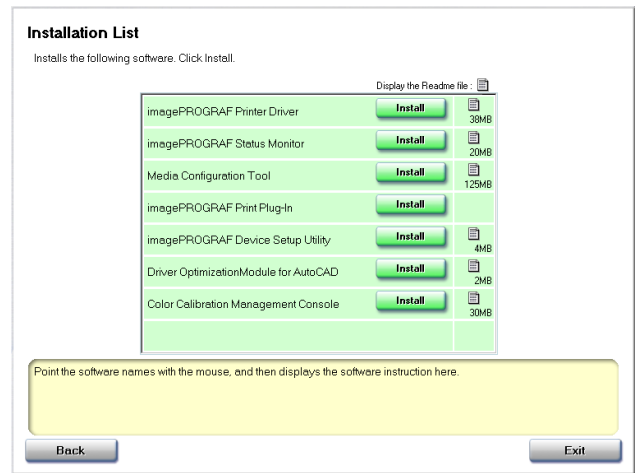 Installation List
Installs the following software. Click Install.
Display the Readme file :
imagePROGRAF Printer Driver Install 38MB
imagePROGRAF Status Monitor Install 20MB
Media Configuration Tool Install 125MB
imagePROGRAF Print Plug-In Install
imagePROGRAF Device Setup Utility Install 4MB
Driver OptimizationModule for AutoCAD Install 2MB
Color Calibration Management Console Install 30MB
Point the software names with the mouse, and then displays the software instruction here.
Back Exit